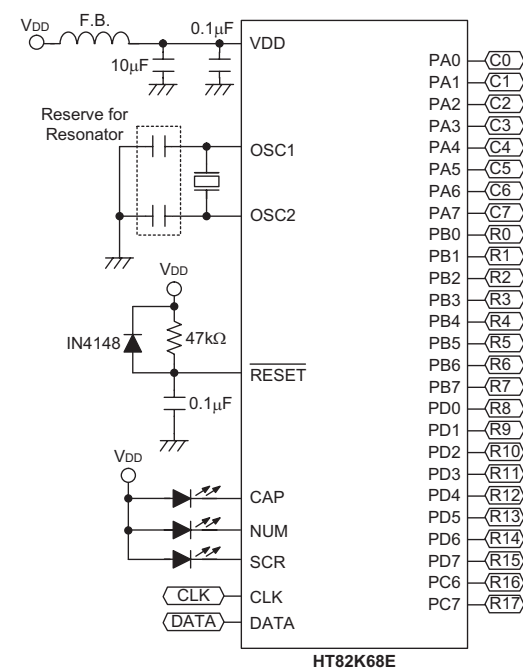 VDD
F.B.
0.1μF
10μF
VDD
Reserve for
Resonator
OSC1
OSC2
VDD
IN4148
47kΩ
RESET
0.1μF
VDD
CAP
NUM
SCR
CLK
CLK
DATA
DATA
PA0 C0
PA1 C1
PA2 C2
PA3 C3
PA4 C4
PA5 C5
PA6 C6
PA7 C7
PB0 R0
PB1 R1
PB2 R2
PB3 R3
PB4 R4
PB5 R5
PB6 R6
PB7 R7
PD0 R8
PD1 R9
PD2 R10
PD3 R11
PD4 R12
PD5 R13
PD6 R14
PD7 R15
PC6 R16
PC7 R17
HT82K68E